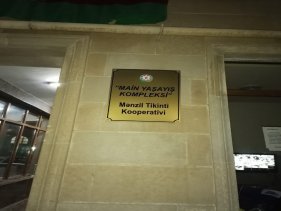 "MAİN YAŞAYIŞ
KOMPLEKSİ"
Mənzil Tikinti
Kooperativi